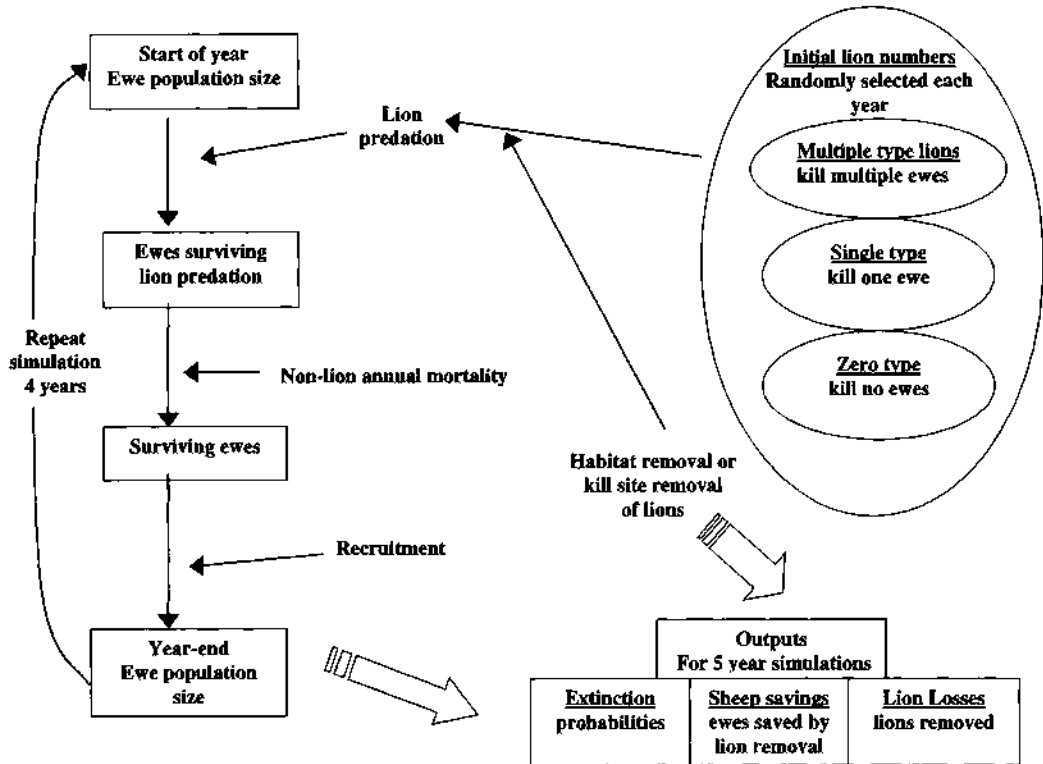 Start of year
Ewe population size
Initial lion numbers
Randomly selected each
year
Lion
predation
Multiple type lions
kill multiple ewes
Ewes surviving
lion predation
Single type
kill one ewe
Repeat
simulation
4 years
Non-lion annual mortality
Zero type
kill no ewes
Surviving ewes
Habitat removal or
kill site removal
of lions
Recruitment
Year-end
Ewe population
size
Outputs
For 5 year simulations
Extinction
probabilities
Sheep savings
ewes saved by
lion removal
Lion Losses
lions removed